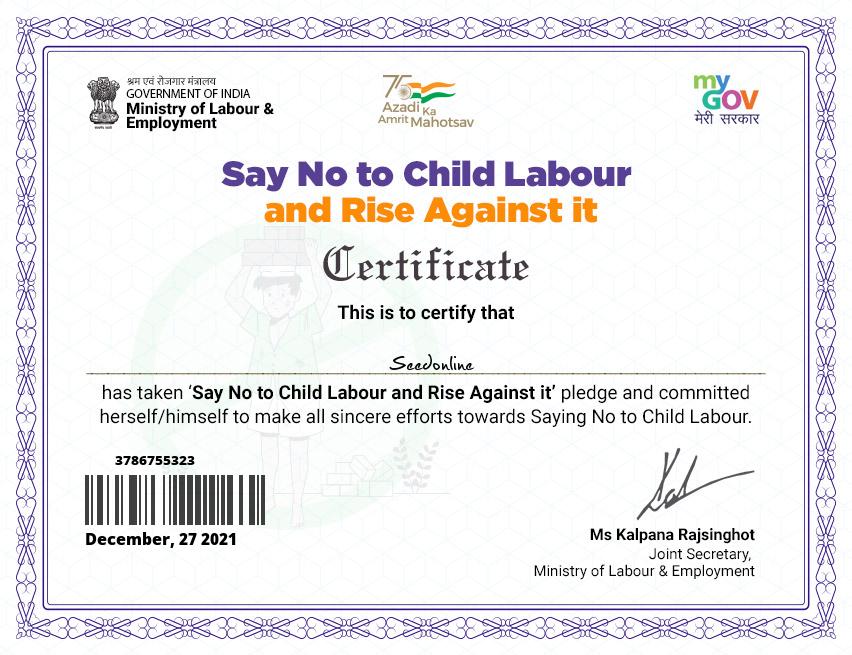 श्रम एवं रोजगार मंत्रालय
GOVERNMENT OF INDIA
Ministry of Labour &
Employment
75
Azadi Ka
Amrit Mahotsav
my
GOV
मेरी सरकार
Say No to Child Labour
and Rise Against it
Certificate
This is to certify that
Seedonline
has taken ‘Say No to Child Labour and Rise Against it’ pledge and committed
herself/himself to make all sincere efforts towards Saying No to Child Labour.
3786755323
December, 27 2021
Ms Kalpana Rajsinghot
Joint Secretary,
Ministry of Labour & Employment